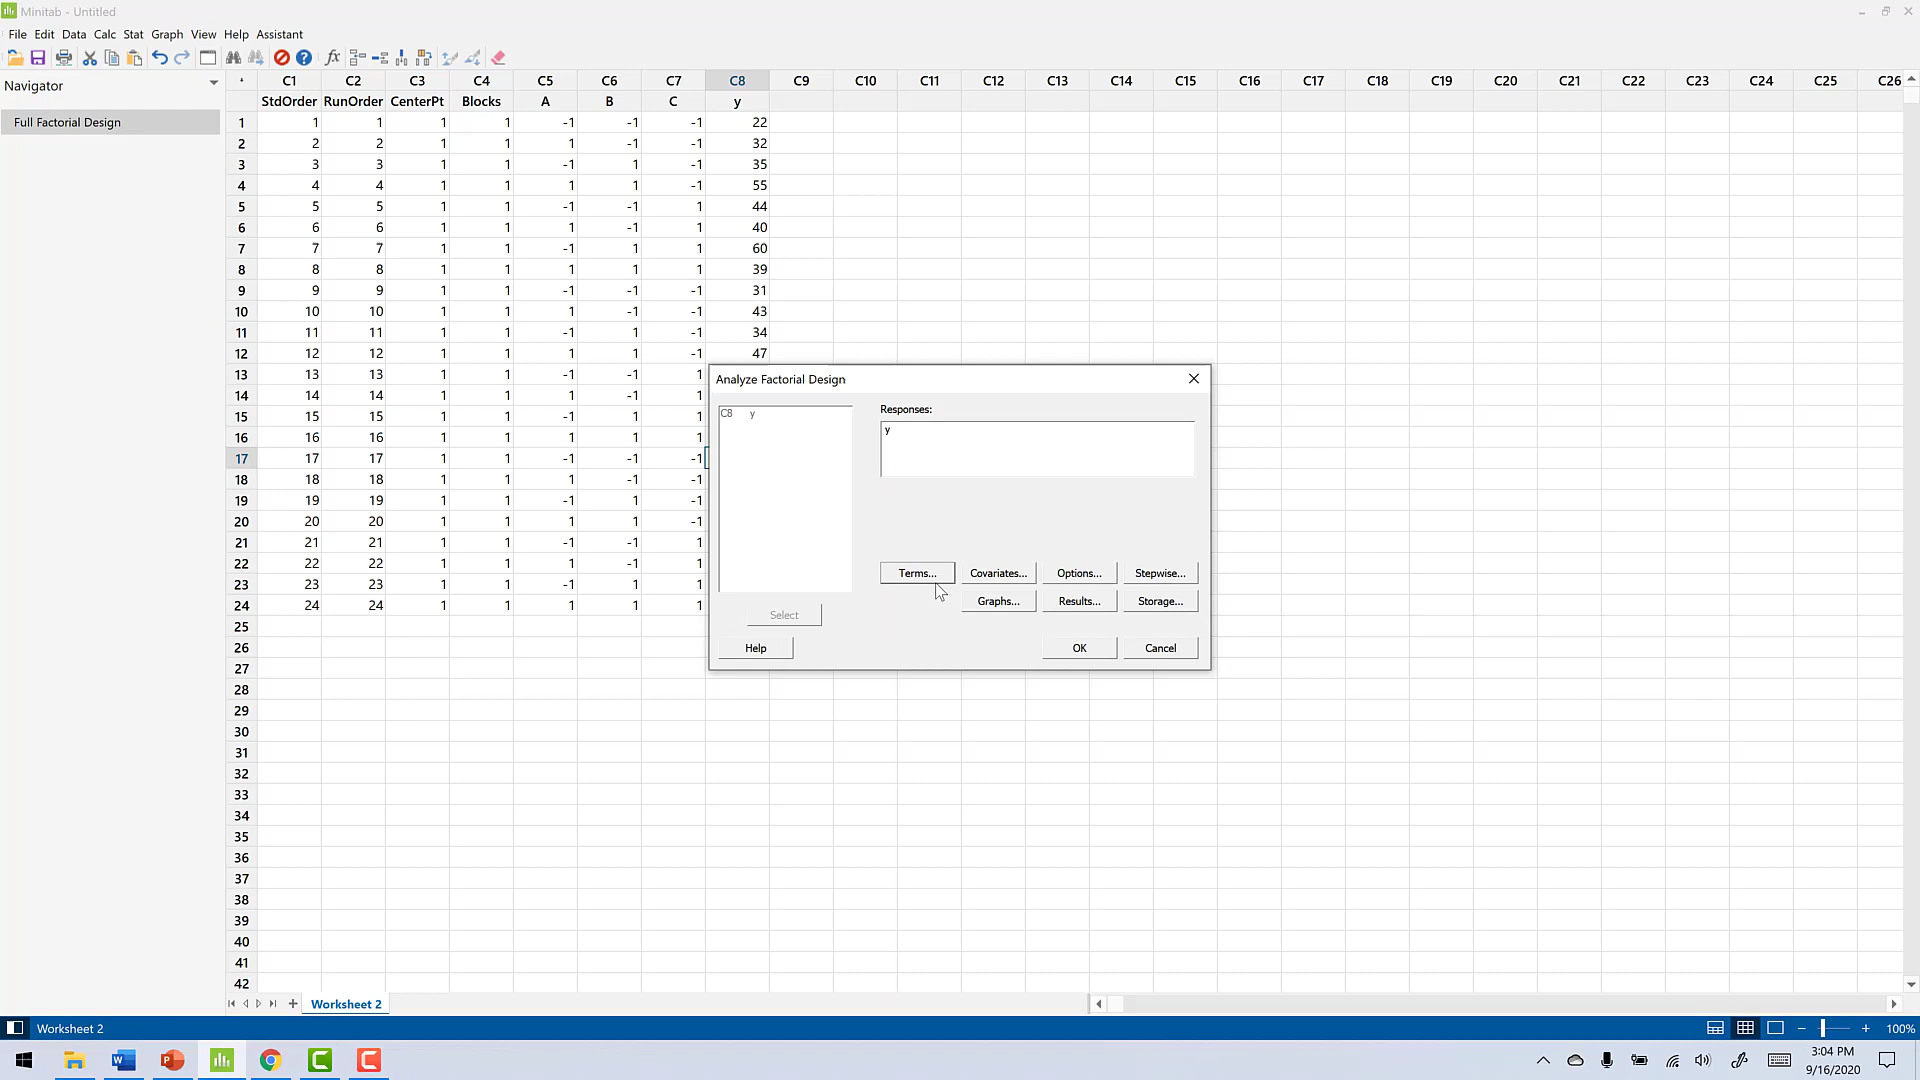 Minitab - Untitled
File Edit Data Calc Stat Graph View Help Assistant
Navigator
Full Factorial Design
C1 C2 C3 C4 C5 C6 C7 C8 C9 C10 C11 C12 C13 C14 C15 C16 C17 C18 C19 C20 C21 C22 C23 C24 C25 C26
StdOrder RunOrder CenterPt Blocks A B C y
1 1 1 1 1 -1 -1 -1 22
2 2 2 1 1 1 -1 -1 32
3 3 3 1 1 -1 1 -1 35
4 4 4 1 1 1 1 -1 55
5 5 5 1 1 -1 -1 1 44
6 6 6 1 1 1 -1 1 40
7 7 7 1 1 -1 1 1 60
8 8 8 1 1 1 1 1 39
9 9 9 1 1 -1 -1 -1 31
10 10 10 1 1 1 -1 -1 43
11 11 11 1 1 -1 1 -1 34
12 12 12 1 1 1 1 -1 47
13 13 13 1 1 -1 -1 1
14 14 14 1 1 1 -1 1
15 15 15 1 1 -1 1 1
16 16 16 1 1 1 1 1
17 17 17 1 1 -1 -1 -1
18 18 18 1 1 1 -1 -1
19 19 19 1 1 -1 1 -1
20 20 20 1 1 1 1 -1
21 21 21 1 1 -1 -1 1
22 22 22 1 1 1 -1 1
23 23 23 1 1 -1 1 1
24 24 24 1 1 1 1 1
25
26
27
28
29
30
31
32
33
34
35
36
37
38
39
40
41
42
Analyze Factorial Design
C8 y
Responses:
y
Terms... Covariates... Options... Stepwise...
Graphs... Results... Storage...
Select
Help OK Cancel
Worksheet 2
Worksheet 2
100%
3:04 PM
9/16/2020